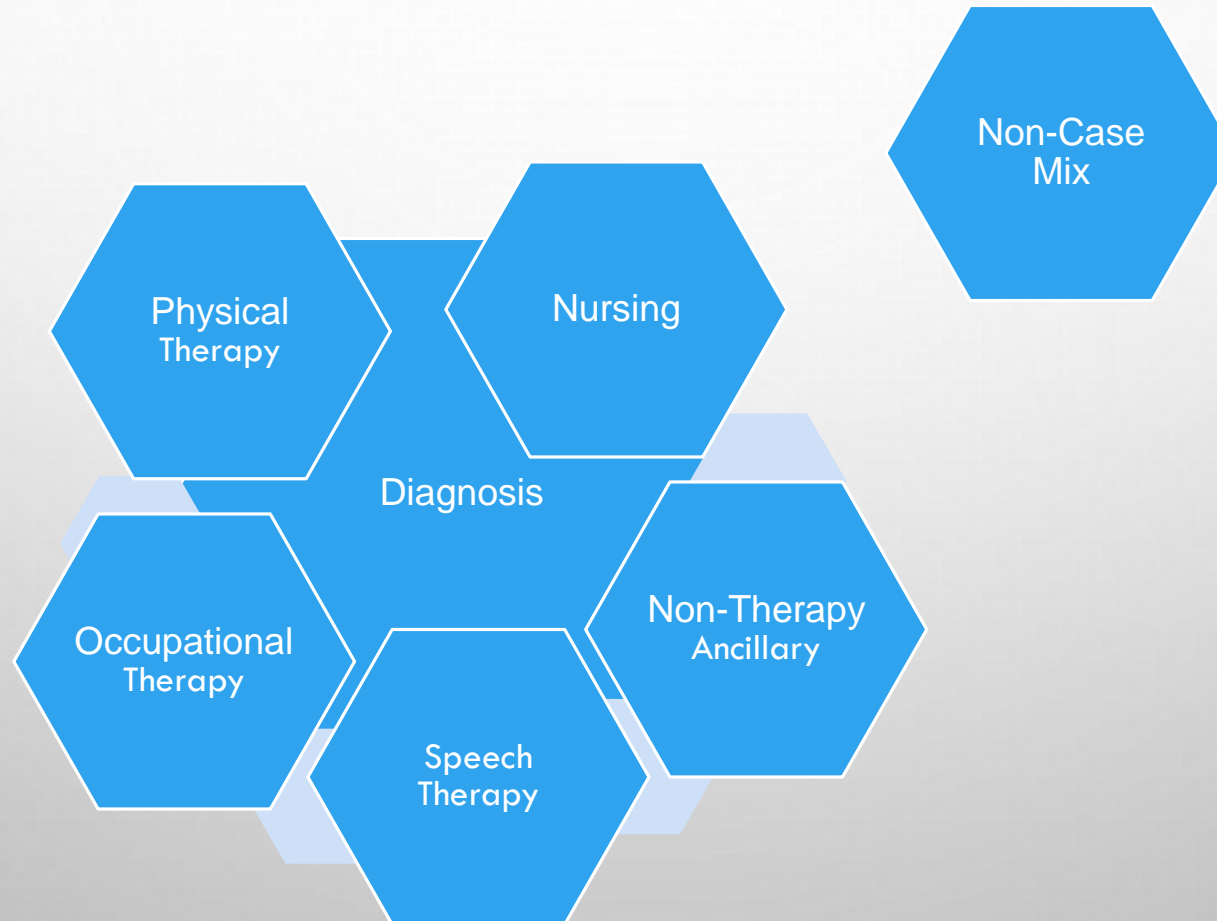 Non-Case
Mix
Physical
Therapy
Nursing
Diagnosis
Non-Therapy
Ancillary
Occupational
Therapy
Speech
Therapy